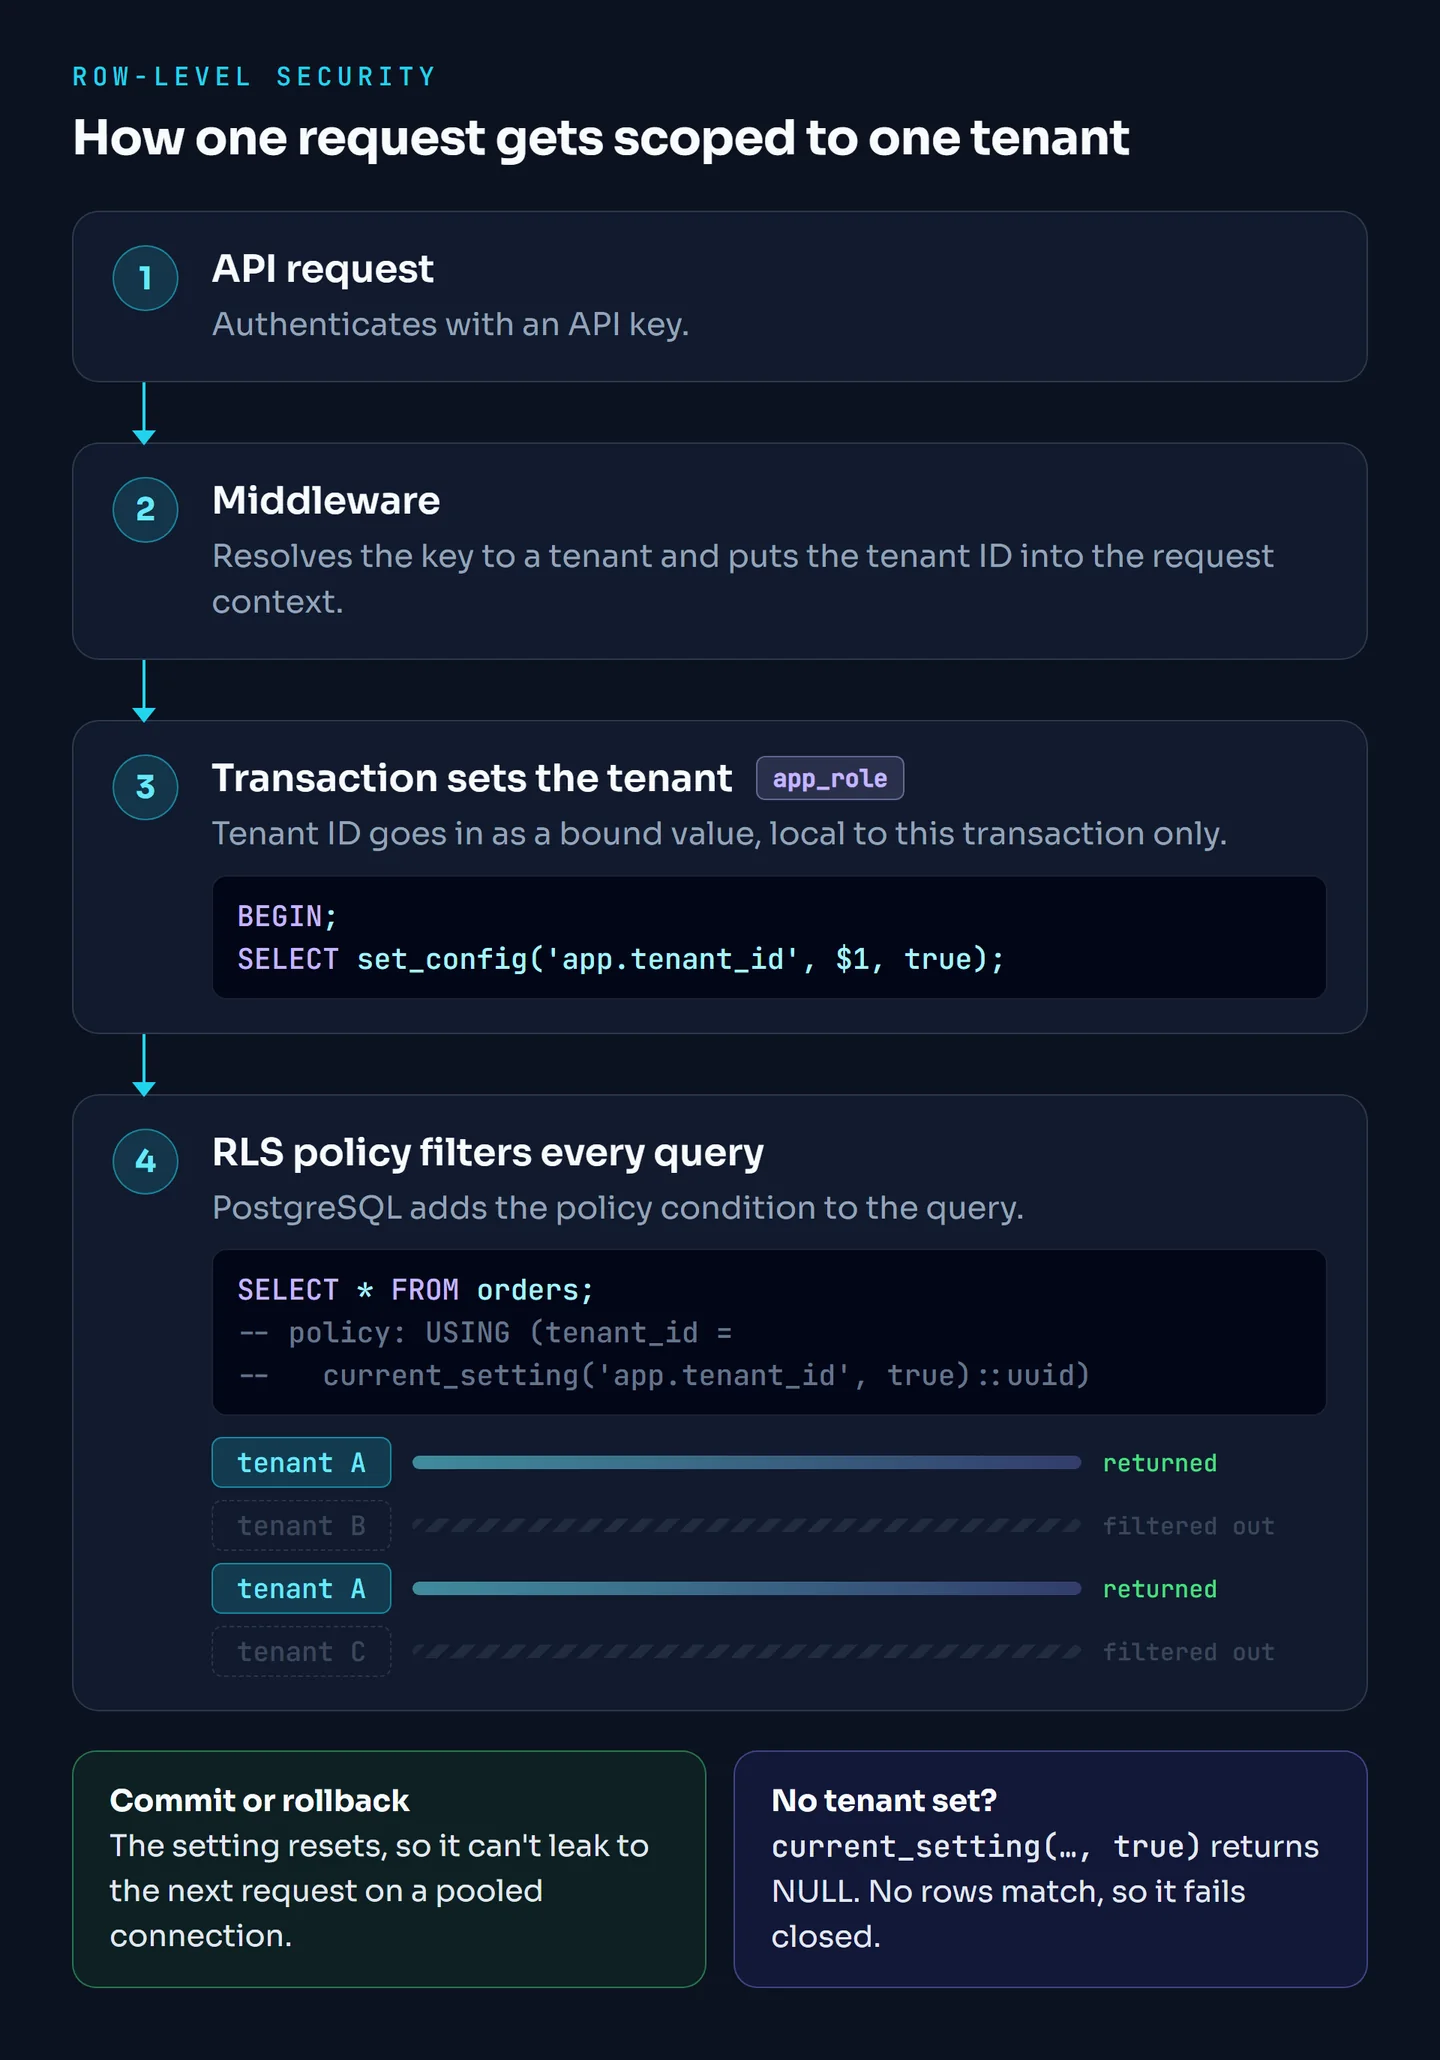 ROW-LEVEL SECURITY
How one request gets scoped to one tenant
1
API request
Authenticates with an API key.
2
Middleware
Resolves the key to a tenant and puts the tenant ID into the request
context.
3
Transaction sets the tenant app_role
Tenant ID goes in as a bound value, local to this transaction only.
BEGIN;
SELECT set_config('app.tenant_id', $1, true);
4
RLS policy filters every query
PostgreSQL adds the policy condition to the query.
SELECT * FROM orders;
-- policy: USING (tenant_id =
--   current_setting('app.tenant_id', true)::uuid)
tenant A returned
tenant B filtered out
tenant A returned
tenant C filtered out
Commit or rollback
The setting resets, so it can't leak to
the next request on a pooled
connection.
No tenant set?
current_setting(…, true) returns
NULL. No rows match, so it fails
closed.